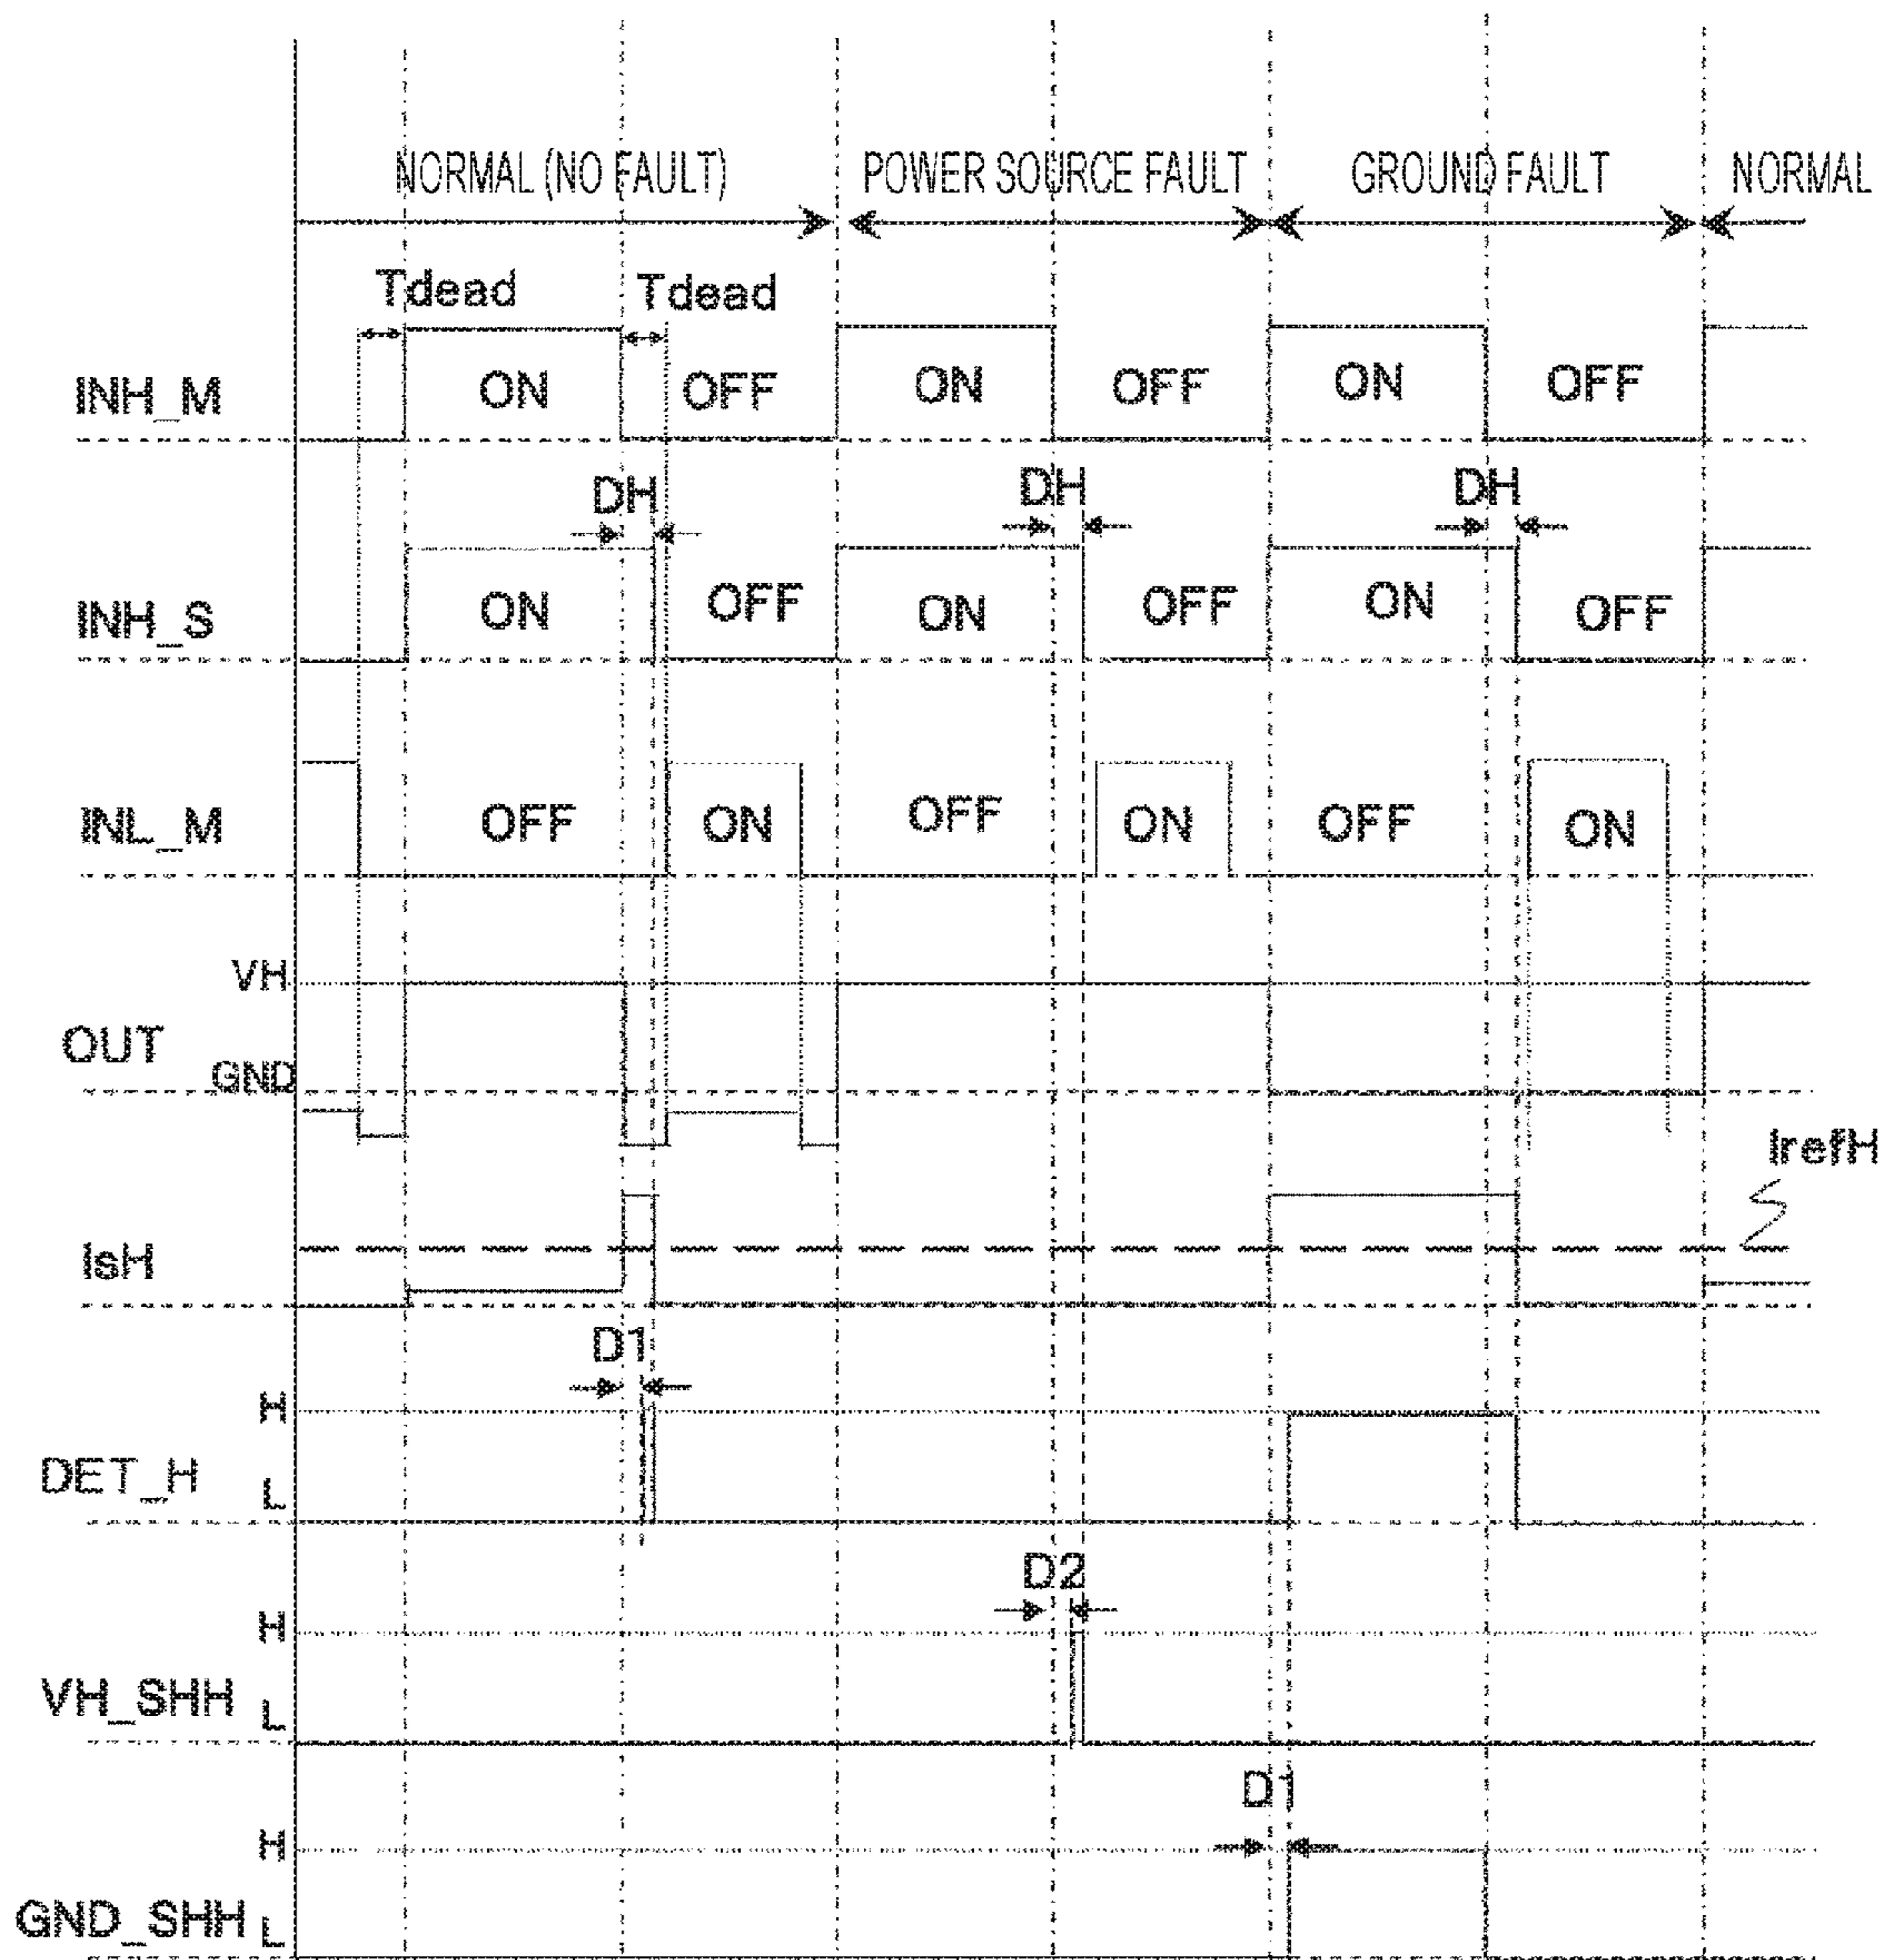 NORMAL (NO FAULT) POWER SOURCE FAULT GROUND FAULT NORMAL
Tdead Tdead
INH_M ON OFF ON OFF ON OFF
DH DH DH
INH_S ON OFF ON OFF ON OFF
INL_M OFF ON OFF ON OFF ON
VH
OUT
GND
IrefH
IsH
D1
H
DET_H L
D2
H
VH_SHH L
D1
H
GND_SHH L